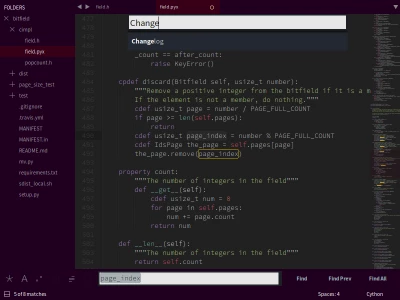 FOLDERS
bitfield
cimpl
field.h
field.pyx
popcount.h
dist
page_size_test
test
.gitignore
.travis.yml
MANIFEST
MANIFEST.in
README.md
requirements.txt
sdist_local.sh
setup.py
field.h
field.pyx
Change
Changelog
_count == after_count:
raise KeyError()
cpdef discard(Bitfield self, usize_t number):
"""Remove a positive integer from the bitfield if it is a m
If the element is not a member, do nothing."""
cdef usize_t page = number / PAGE_FULL_COUNT
if page >= len(self.pages):
return
cdef usize_t page_index = number % PAGE_FULL_COUNT
cdef IdsPage the_page = self.pages[page]
the_page.remove(page_index)
property count:
"""The number of integers in the field"""
def __get__(self):
cdef usize_t num = 0
for page in self.pages:
num += page.count
return num
def __len__(self):
"""The number of integers in the field"""
return self.count
page_index
Find
Find Prev
Find All
5 of 8 matches
Spaces: 4
Cython